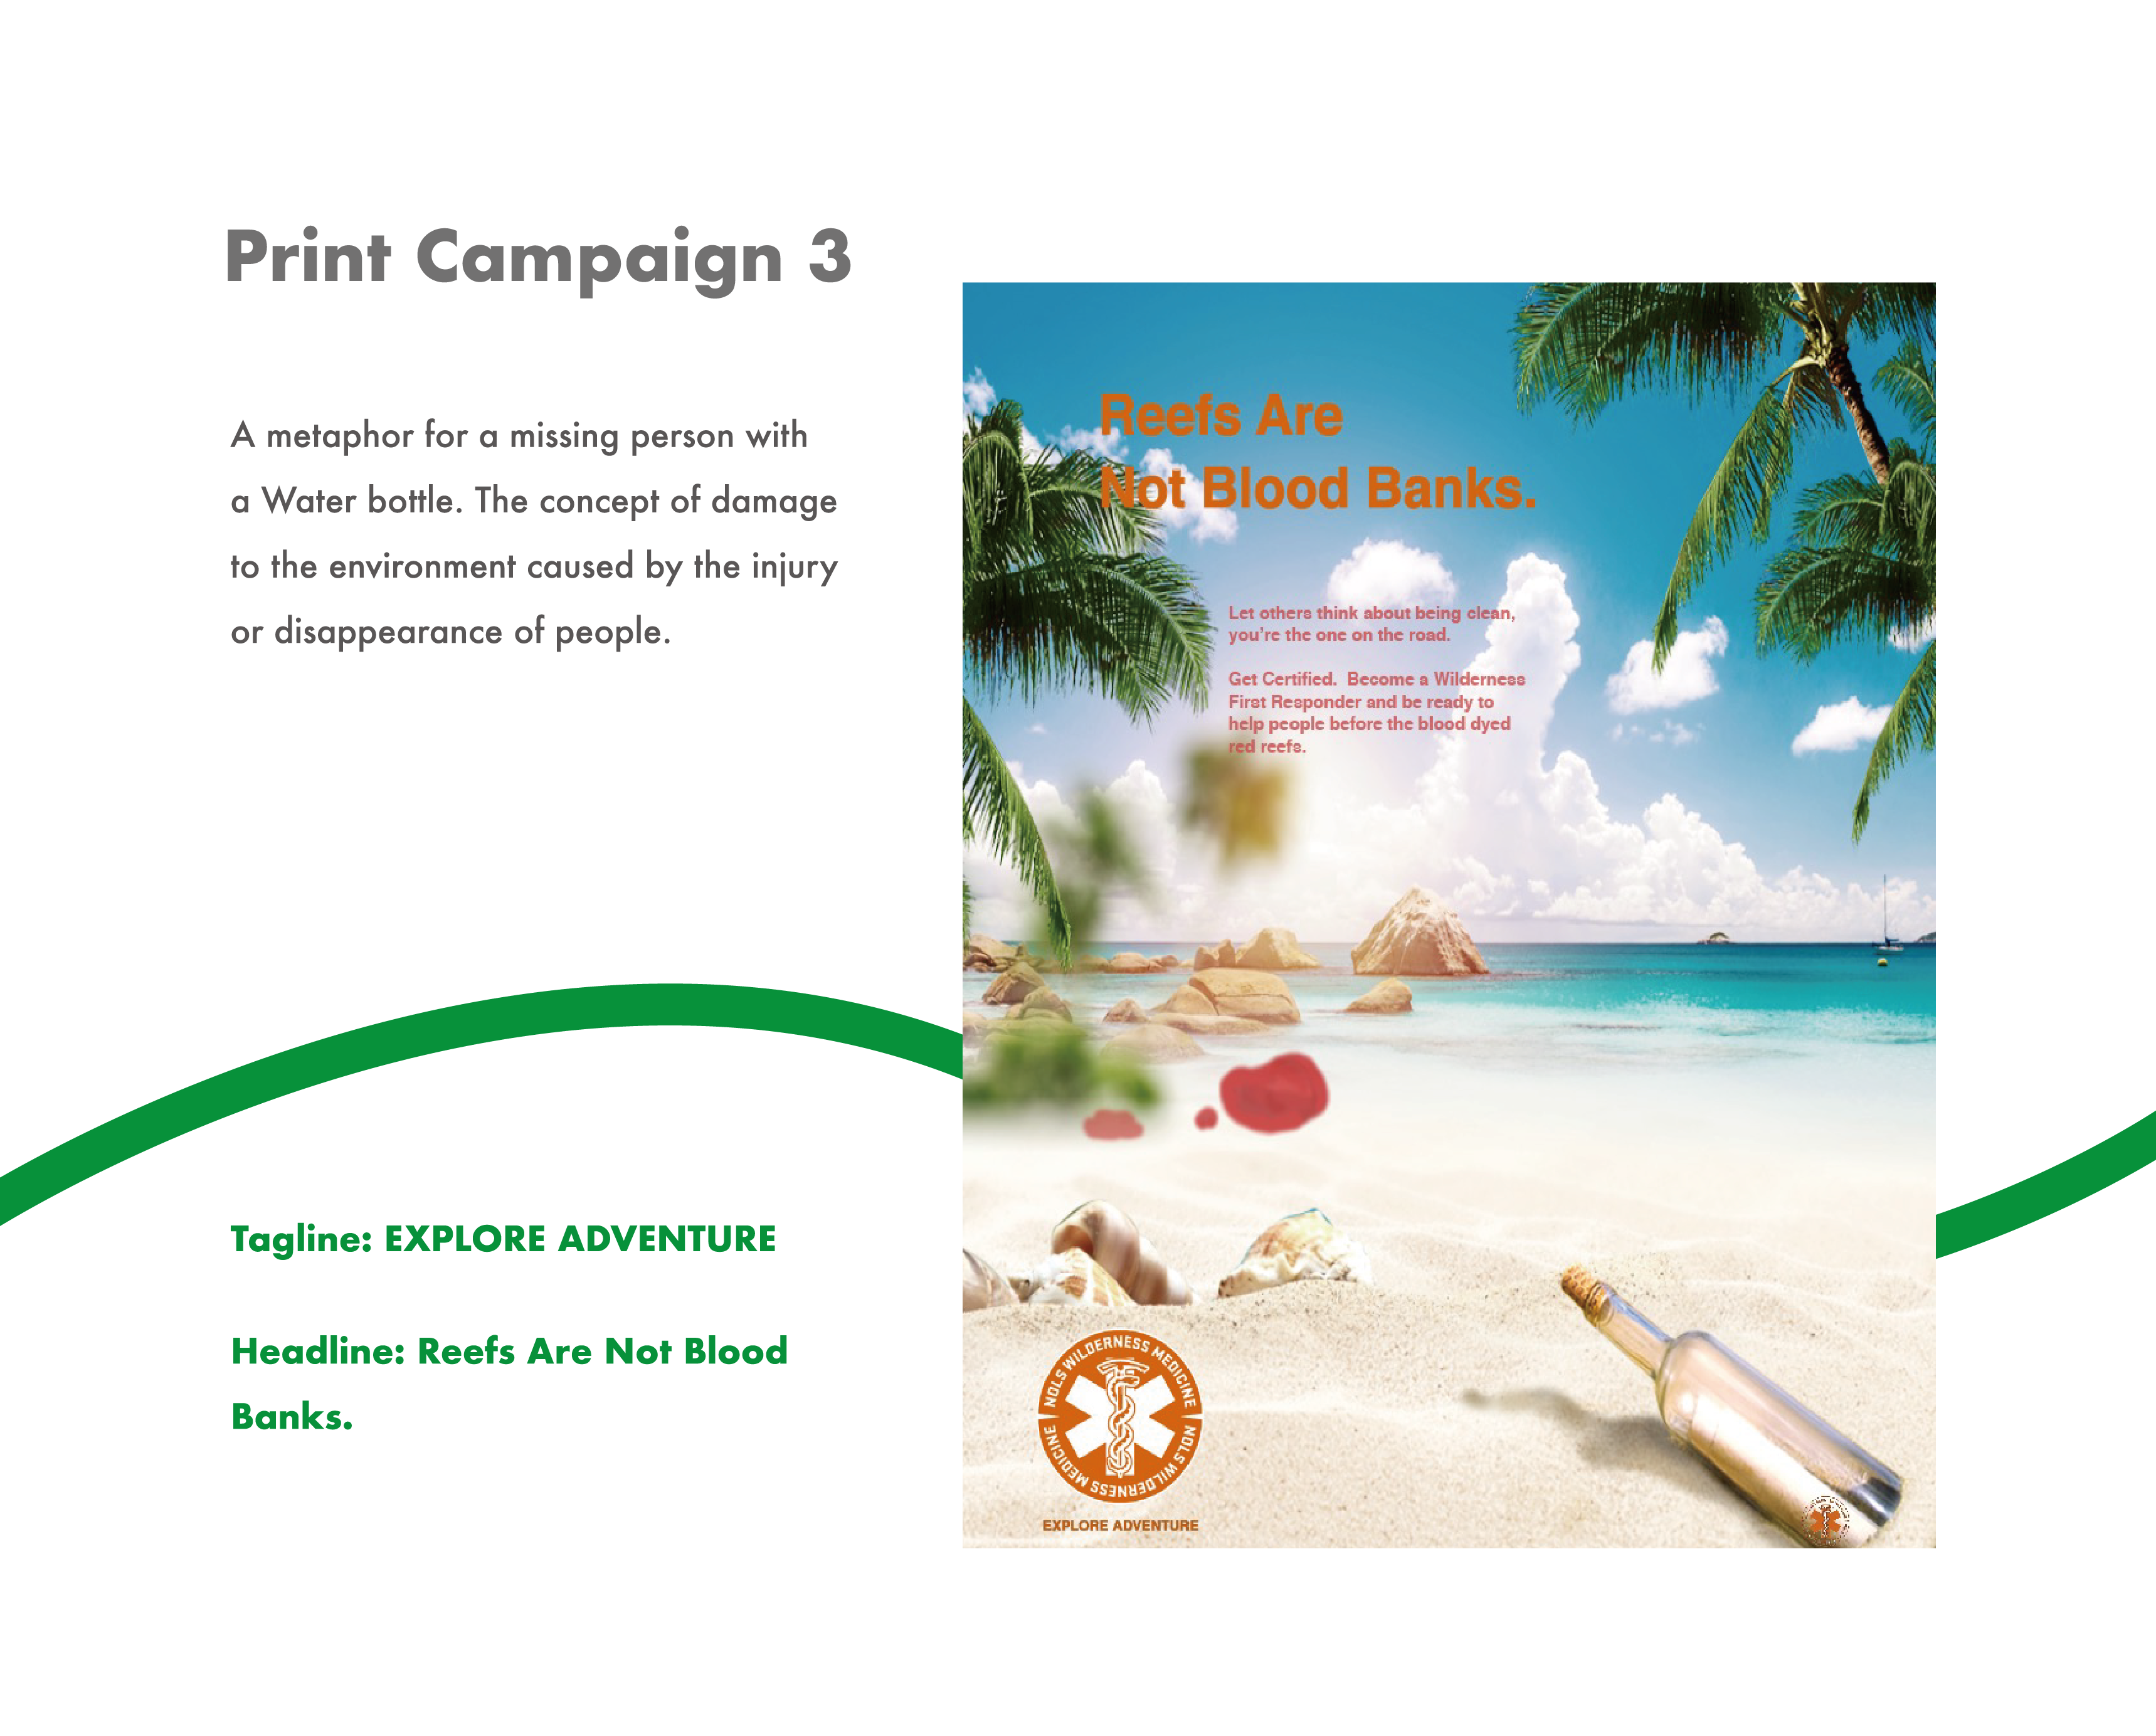 Print Campaign 3
A metaphor for a missing person with
a Water bottle. The concept of damage
to the environment caused by the injury
or disappearance of people.
Tagline: EXPLORE ADVENTURE
Headline: Reefs Are Not Blood
Banks.
Reefs Are
Not Blood Banks.
Let others think about being clean,
you're the one on the road.
Get Certified.  Become a Wilderness
First Responder and be ready to
help people before the blood dyed
red reefs.
NOLS WILDERNESS MEDICINE
NOLS WILDERNESS MEDICINE
EXPLORE ADVENTURE